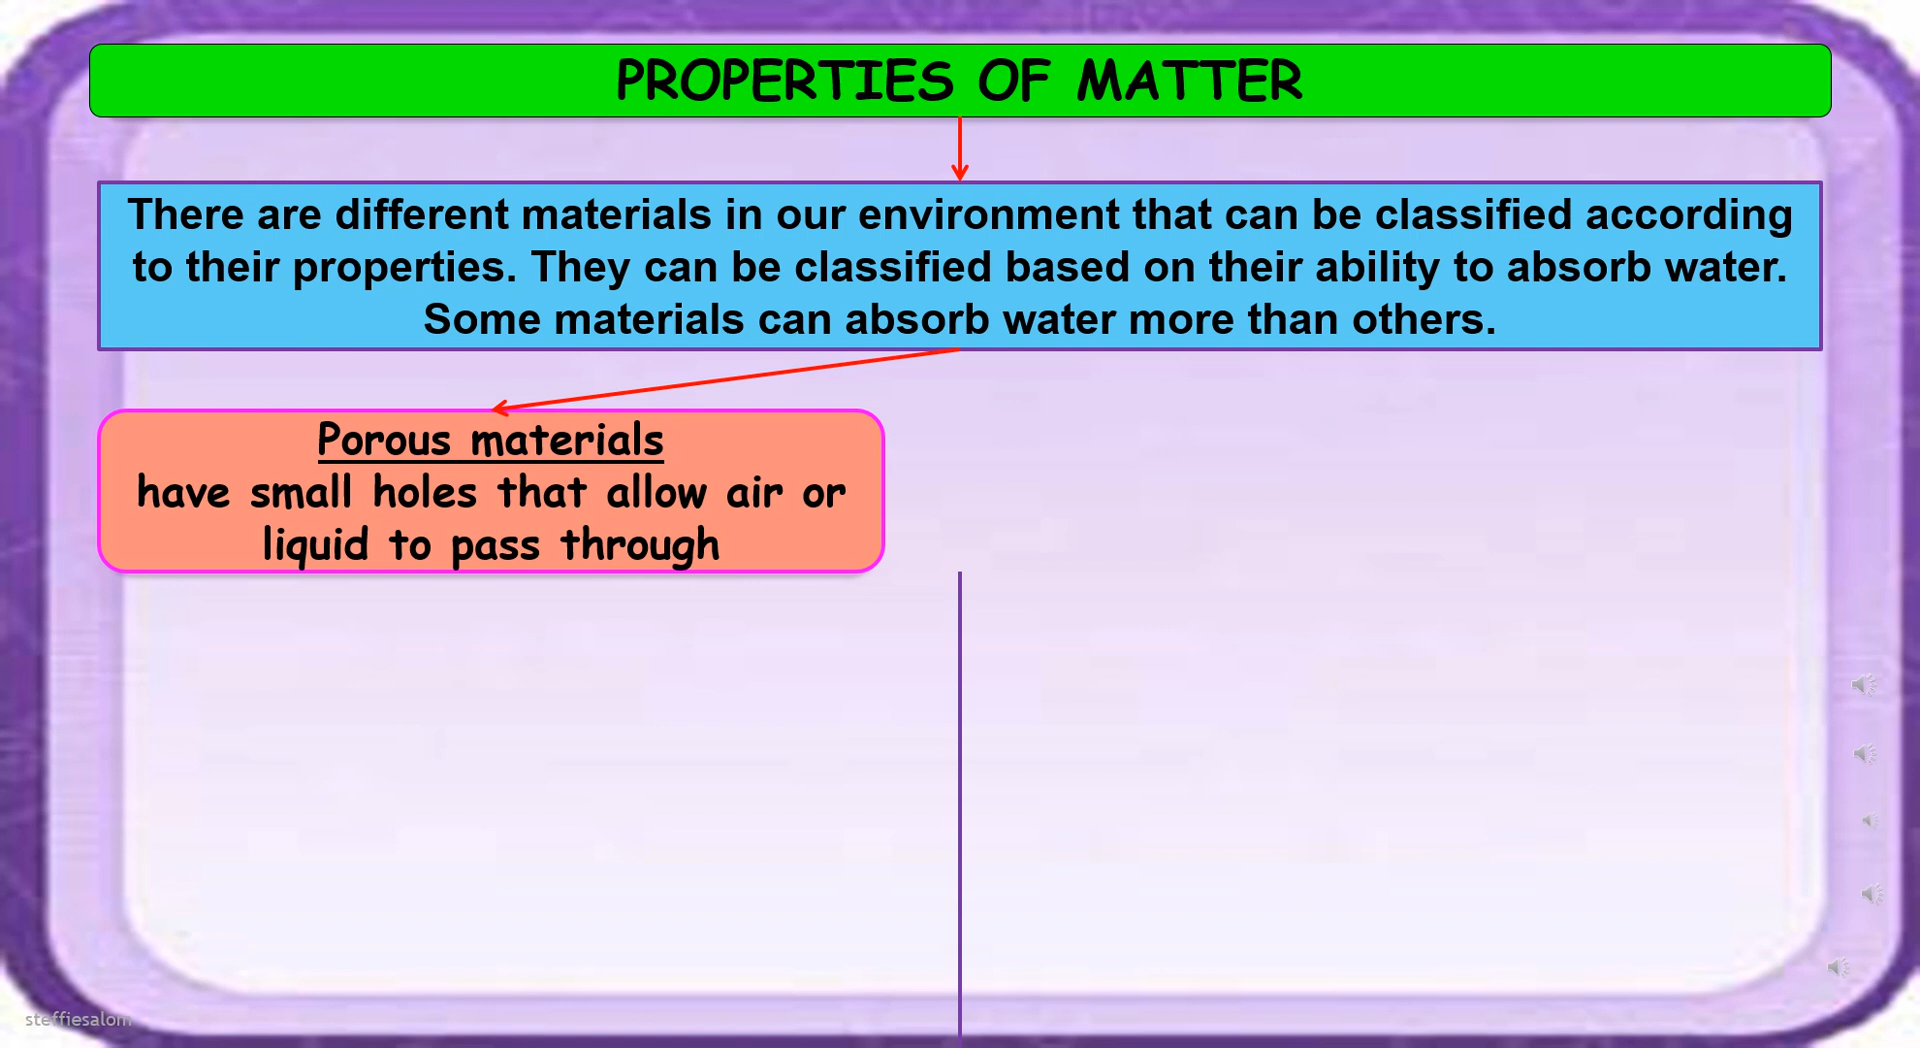 PROPERTIES OF MATTER
There are different materials in our environment that can be classified according
to their properties. They can be classified based on their ability to absorb water.
Some materials can absorb water more than others.
Porous materials
have small holes that allow air or
liquid to pass through
steffiesalom